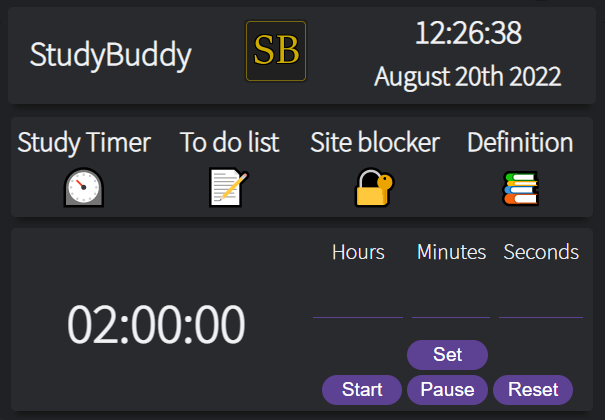 StudyBuddy
SB
12:26:38
August 20th 2022
Study Timer To do list Site blocker Definition
Hours Minutes Seconds
02:00:00
Set
Start Pause Reset